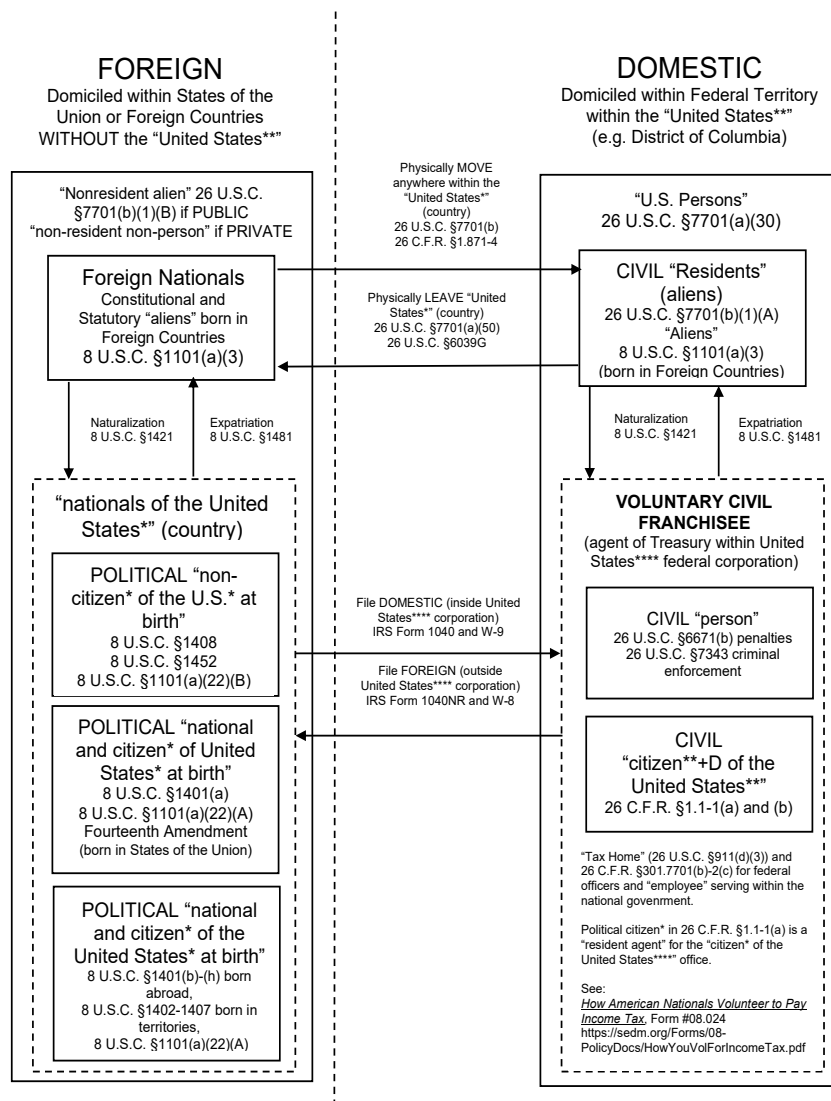 FOREIGN
Domiciled within States of the
Union or Foreign Countries
WITHOUT the “United States**”
DOMESTIC
Domiciled within Federal Territory
within the “United States**”
(e.g. District of Columbia)
“Nonresident alien” 26 U.S.C.
§7701(b)(1)(B) if PUBLIC
“non-resident non-person” if PRIVATE
Foreign Nationals
Constitutional and
Statutory “aliens” born in
Foreign Countries
8 U.S.C. §1101(a)(3)
Physically MOVE
anywhere within the
“United States*”
(country)
26 U.S.C. §7701(b)
26 C.F.R. §1.871-4
Physically LEAVE “United
States*” (country)
26 U.S.C. §7701(a)(50)
26 U.S.C. §6039G
“U.S. Persons”
26 U.S.C. §7701(a)(30)
CIVIL “Residents”
(aliens)
26 U.S.C. §7701(b)(1)(A)
“Aliens”
8 U.S.C. §1101(a)(3)
(born in Foreign Countries)
Naturalization
8 U.S.C. §1421
Expatriation
8 U.S.C. §1481
Naturalization
8 U.S.C. §1421
Expatriation
8 U.S.C. §1481
“nationals of the United
States*” (country)
POLITICAL “non-
citizen* of the U.S.* at
birth”
8 U.S.C. §1408
8 U.S.C. §1452
8 U.S.C. §1101(a)(22)(B)
POLITICAL “national
and citizen* of United
States* at birth”
8 U.S.C. §1401(a)
8 U.S.C. §1101(a)(22)(A)
Fourteenth Amendment
(born in States of the Union)
POLITICAL “national
and citizen* of the
United States* at birth”
8 U.S.C. §1401(b)-(h) born
abroad,
8 U.S.C. §1402-1407 born in
territories,
8 U.S.C. §1101(a)(22)(A)
File DOMESTIC (inside United
States**** corporation)
IRS Form 1040 and W-9
File FOREIGN (outside
United States**** corporation)
IRS Form 1040NR and W-8
VOLUNTARY CIVIL
FRANCHISEE
(agent of Treasury within United
States**** federal corporation)
CIVIL “person”
26 U.S.C. §6671(b) penalties
26 U.S.C. §7343 criminal
enforcement
CIVIL
“citizen**+D of the
United States**”
26 C.F.R. §1.1-1(a) and (b)
“Tax Home” (26 U.S.C. §911(d)(3)) and
26 C.F.R. §301.7701(b)-2(c) for federal
officers and “employee” serving within the
national government.
Political citizen* in 26 C.F.R. §1.1-1(a) is a
“resident agent” for the “citizen* of the
United States****” office.
See:
How American Nationals Volunteer to Pay
Income Tax, Form #08.024
https://sedm.org/Forms/08-
PolicyDocs/HowYouVolForIncomeTax.pdf